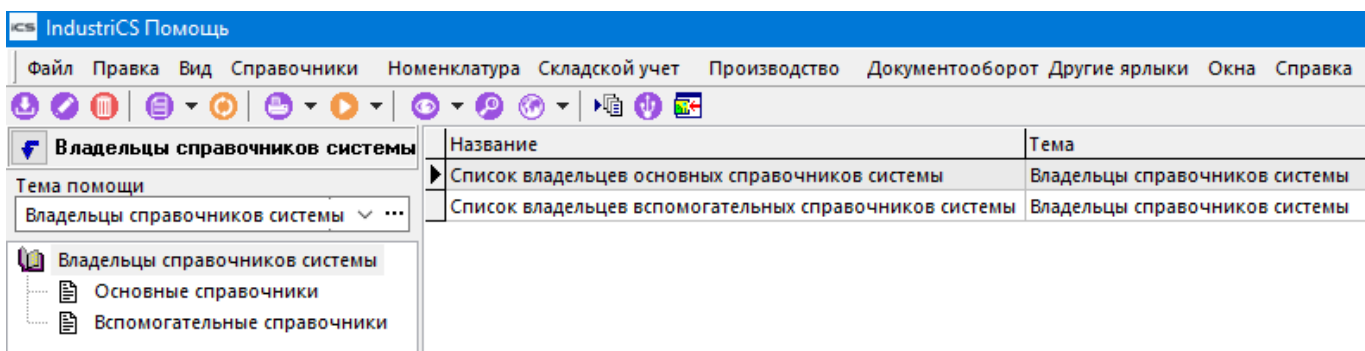 iCS IndustriCS Помощь
Файл Правка Вид Справочники Номенклатура Складской учет Производство Документооборот Другие ярлыки Окна Справка
Владельцы справочников системы
Название Тема
Тема помощи
Список владельцев основных справочников системы Владельцы справочников системы
Владельцы справочников системы
Список владельцев вспомогательных справочников системы Владельцы справочников системы
Владельцы справочников системы
Основные справочники
Вспомогательные справочники